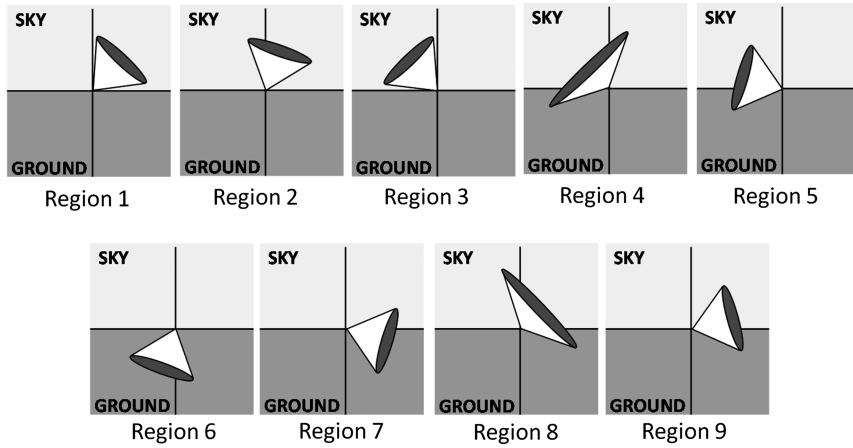 SKY SKY SKY SKY SKY
GROUND GROUND GROUND GROUND GROUND
Region 1 Region 2 Region 3 Region 4 Region 5
SKY SKY SKY SKY
GROUND GROUND GROUND GROUND
Region 6 Region 7 Region 8 Region 9